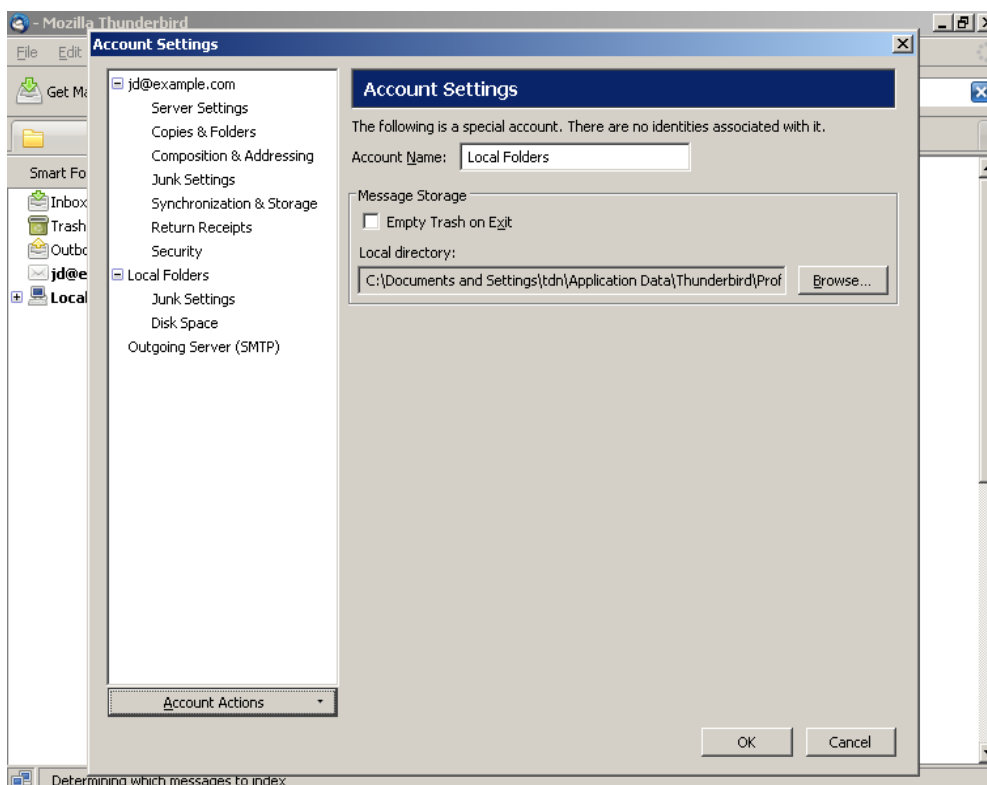 - Mozilla Thunderbird
Account Settings
File Edit
Get Ma
Smart Fo
Inbox
Trash
Outbo
jd@e
Local
jd@example.com
Server Settings
Copies & Folders
Composition & Addressing
Junk Settings
Synchronization & Storage
Return Receipts
Security
Local Folders
Junk Settings
Disk Space
Outgoing Server (SMTP)
Account Actions
Account Settings
The following is a special account. There are no identities associated with it.
Account Name: Local Folders
Message Storage
Empty Trash on Exit
Local directory:
C:\Documents and Settings\tdn\Application Data\Thunderbird\Prof Browse...
OK Cancel
Determining which messages to index